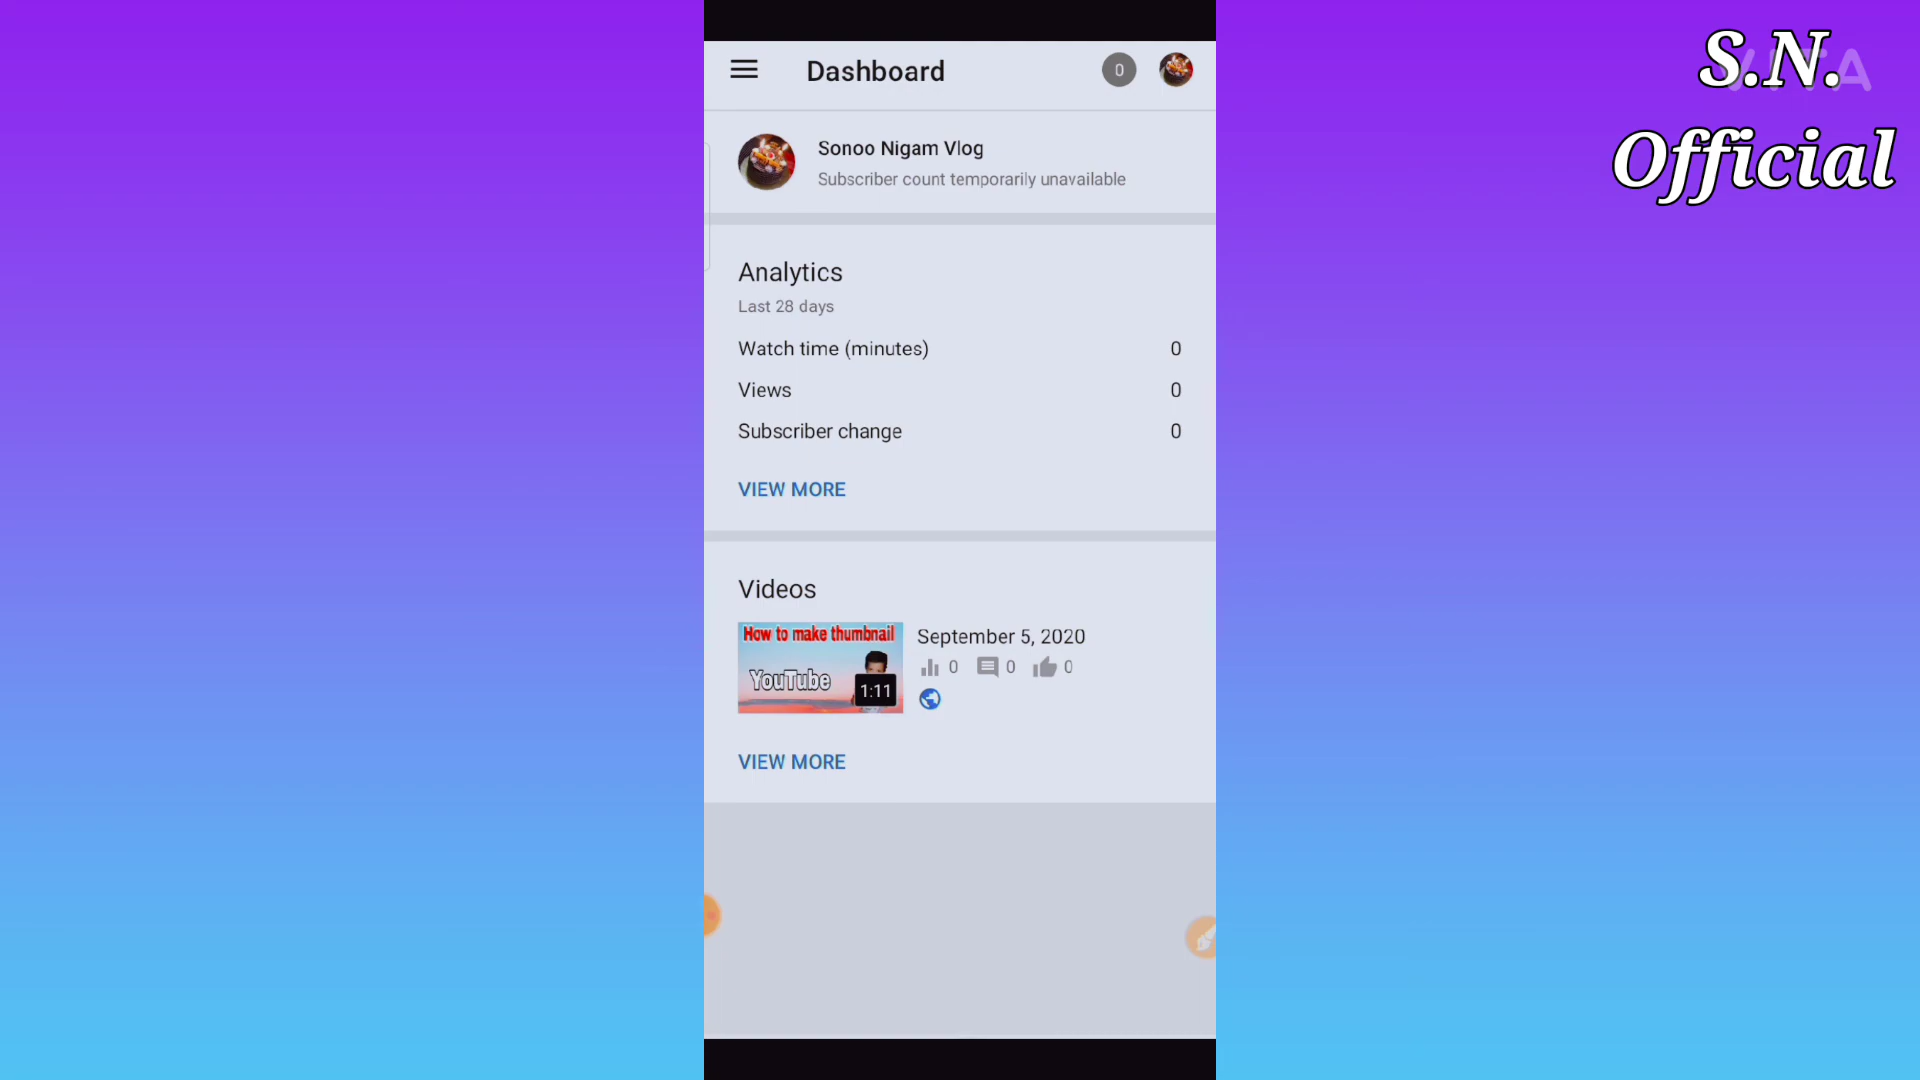 S.N.
VITA
Official
Dashboard
0
Sonoo Nigam Vlog
Subscriber count temporarily unavailable
Analytics
Last 28 days
Watch time (minutes) 0
Views 0
Subscriber change 0
VIEW MORE
Videos
How to make thumbnail
YouTube
1:11
September 5, 2020
0 0 0
VIEW MORE